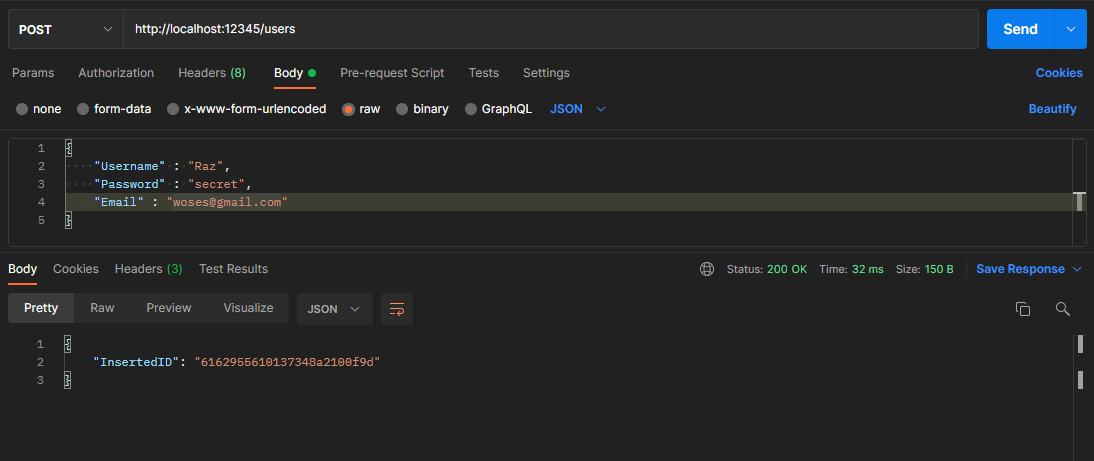 POST http://localhost:12345/users Send
Params Authorization Headers (8) Body Pre-request Script Tests Settings Cookies
none form-data x-www-form-urlencoded raw binary GraphQL JSON Beautify
1 {
2 "Username" : "Raz",
3 "Password" : "secret",
4 "Email" : "woses@gmail.com"
5 }
Body Cookies Headers (3) Test Results Status: 200 OK Time: 32 ms Size: 150 B Save Response
Pretty Raw Preview Visualize JSON
1 {
2 "InsertedID": "6162955610137348a2100f9d"
3 }